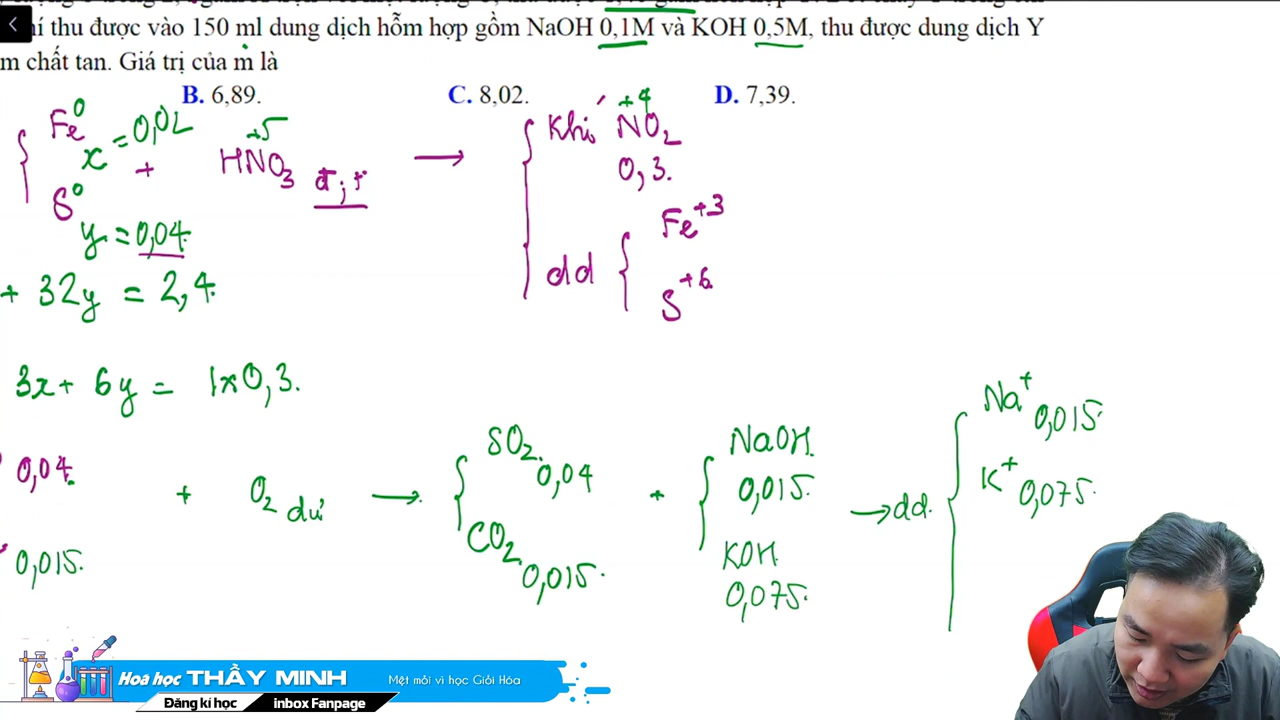 hí thu được vào 150 ml dung dịch hỗm hợp gồm NaOH 0,1M và KOH 0,5M, thu được dung dịch Y
m chất tan. Giá trị của m là
B. 6,89. C. 8,02. D. 7,39.
Fe⁰ x = 0,02
S⁰ y = 0,04.
+ HNO₃ +5 đ,t →
Khí NO₂ +4
0,3.
dd
Fe⁺³
S⁺⁶
+ 32y = 2,4.
3x + 6y = 1x0,3.
0,04.
0,015.
+ O₂ dư →
SO₂ 0,04
CO₂ 0,015.
+
NaOH
0,015.
KOH
0,075.
→ dd.
Na⁺ 0,015.
K⁺ 0,075.
Hoá học THẦY MINH
Mệt mỏi vì học Giỏi Hóa
Đăng kí học inbox Fanpage